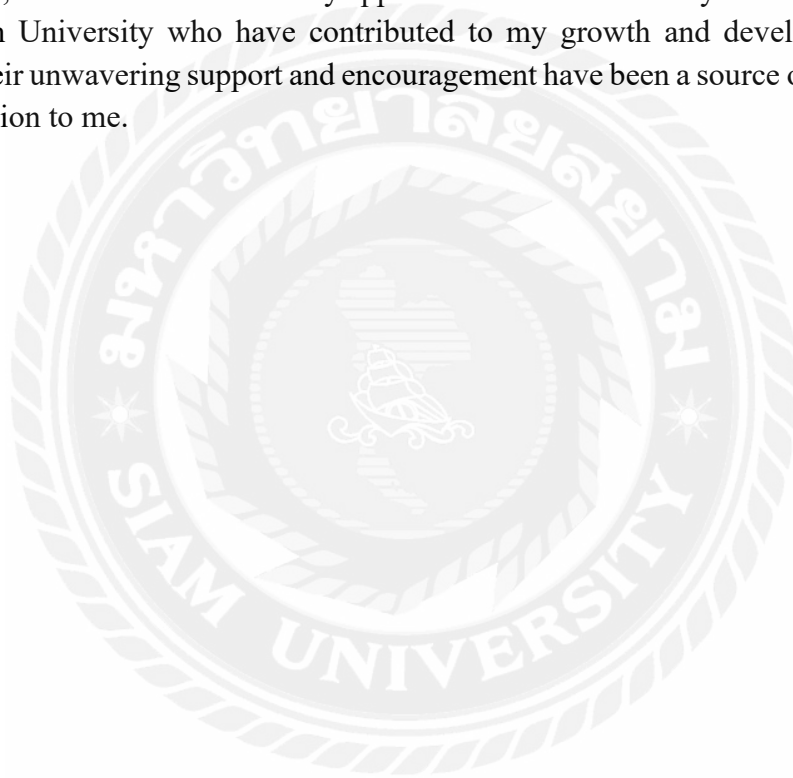 University who have contributed to my growth and
eir unwavering support and encouragement have been a source
ion to me.
มหาวิทยาลัยสยาม
SIAM UNIVERSITY